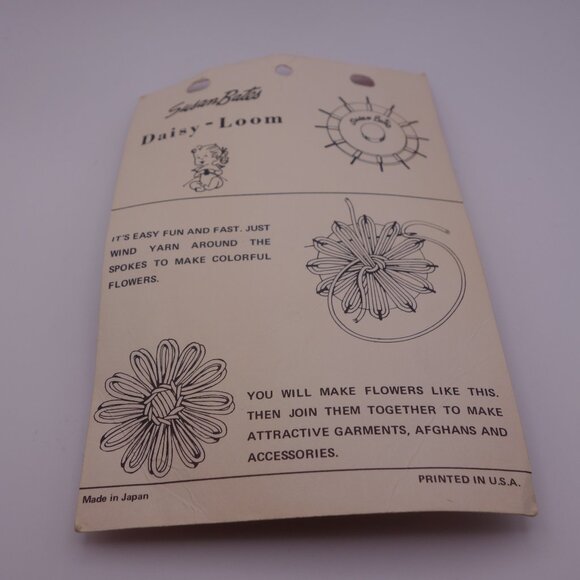 Susan Bates
Daisy-Loom
Susan Bates
IT'S EASY FUN AND FAST. JUST
WIND YARN AROUND THE
SPOKES TO MAKE COLORFUL
FLOWERS.
YOU WILL MAKE FLOWERS LIKE THIS.
THEN JOIN THEM TOGETHER TO MAKE
ATTRACTIVE GARMENTS, AFGHANS AND
ACCESSORIES.
Made in Japan
PRINTED IN U.S.A.